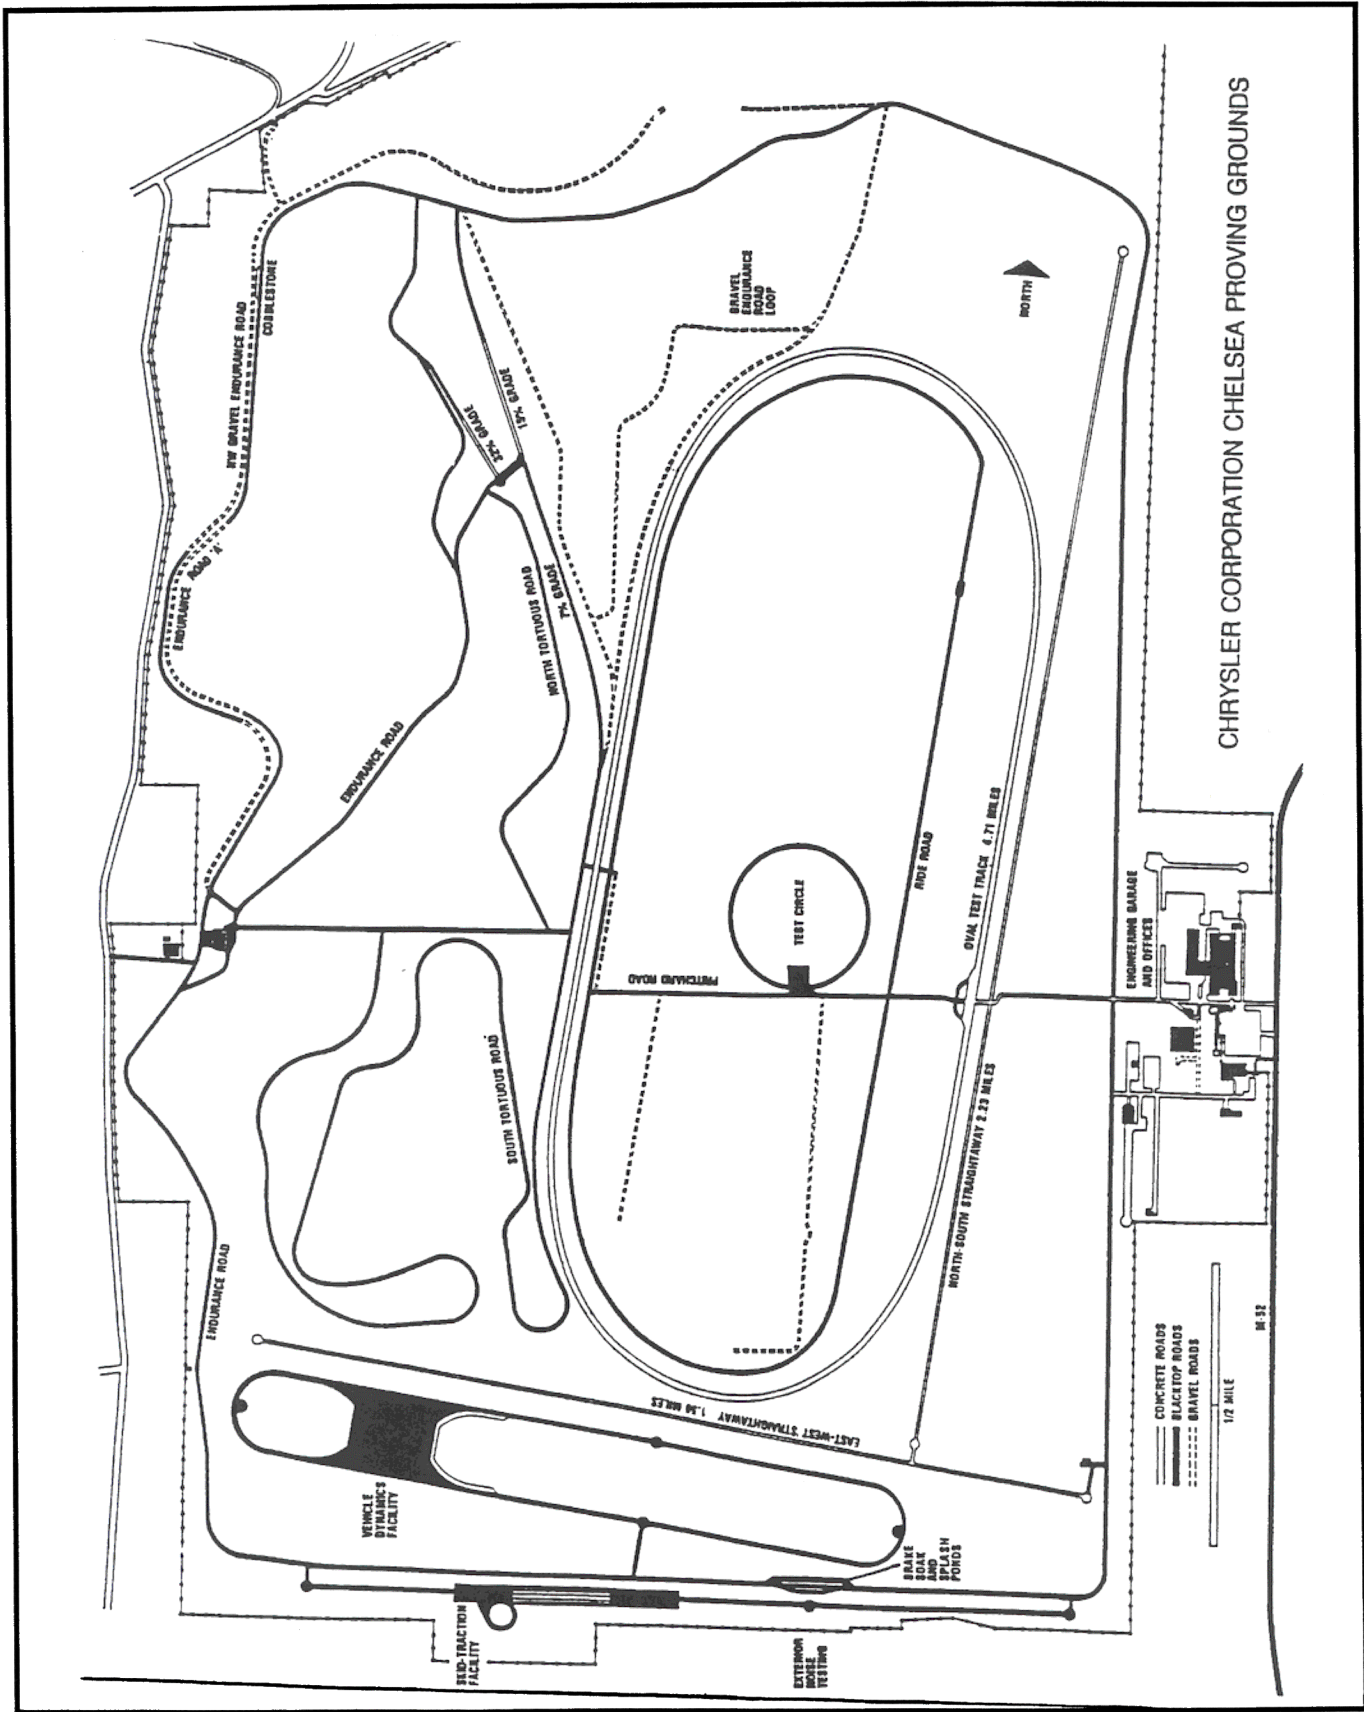 CHRYSLER CORPORATION CHELSEA PROVING GROUNDS
NW GRAVEL ENDURANCE ROAD
COBBLESTONE
ENDURANCE ROAD 'A'
32% GRADE
15% GRADE
7% GRADE
NORTH TORTUOUS ROAD
ENDURANCE ROAD
GRAVEL
ENDURANCE
ROAD
LOOP
NORTH
TEST CIRCLE
RIDE ROAD
OVAL TEST TRACK 4.71 MILES
PRITCHARD ROAD
ENGINEERING GARAGE
AND OFFICES
SOUTH TORTUOUS ROAD
NORTH-SOUTH STRAIGHTAWAY 2.23 MILES
ENDURANCE ROAD
EAST-WEST STRAIGHTAWAY
MILES
VEHICLE
DYNAMICS
FACILITY
BRAKE
SOAK
AND
SPLASH
PONDS
SKID-TRACTION
FACILITY
EXTERIOR
NOISE
TESTING
CONCRETE ROADS
BLACKTOP ROADS
GRAVEL ROADS
1/2 MILE
M-52